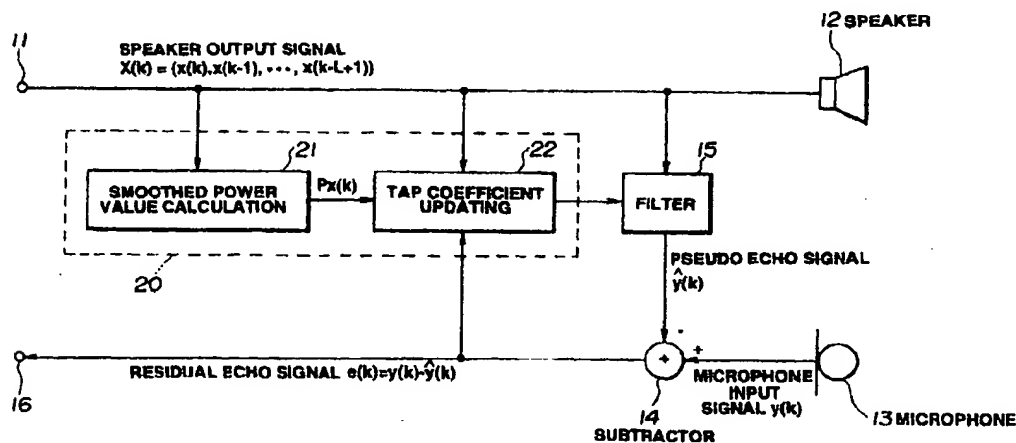 11
SPEAKER OUTPUT SIGNAL
X(k) = (x(k),x(k-1), ···, x(k-L+1))
12 SPEAKER
21
SMOOTHED POWER
VALUE CALCULATION
Px(k)
22
TAP COEFFICIENT
UPDATING
15
FILTER
20
PSEUDO ECHO SIGNAL
ŷ(k)
-
+
+
16
RESIDUAL ECHO SIGNAL e(k)=y(k)-ŷ(k)
14
SUBTRACTOR
MICROPHONE
INPUT
SIGNAL y(k)
13 MICROPHONE